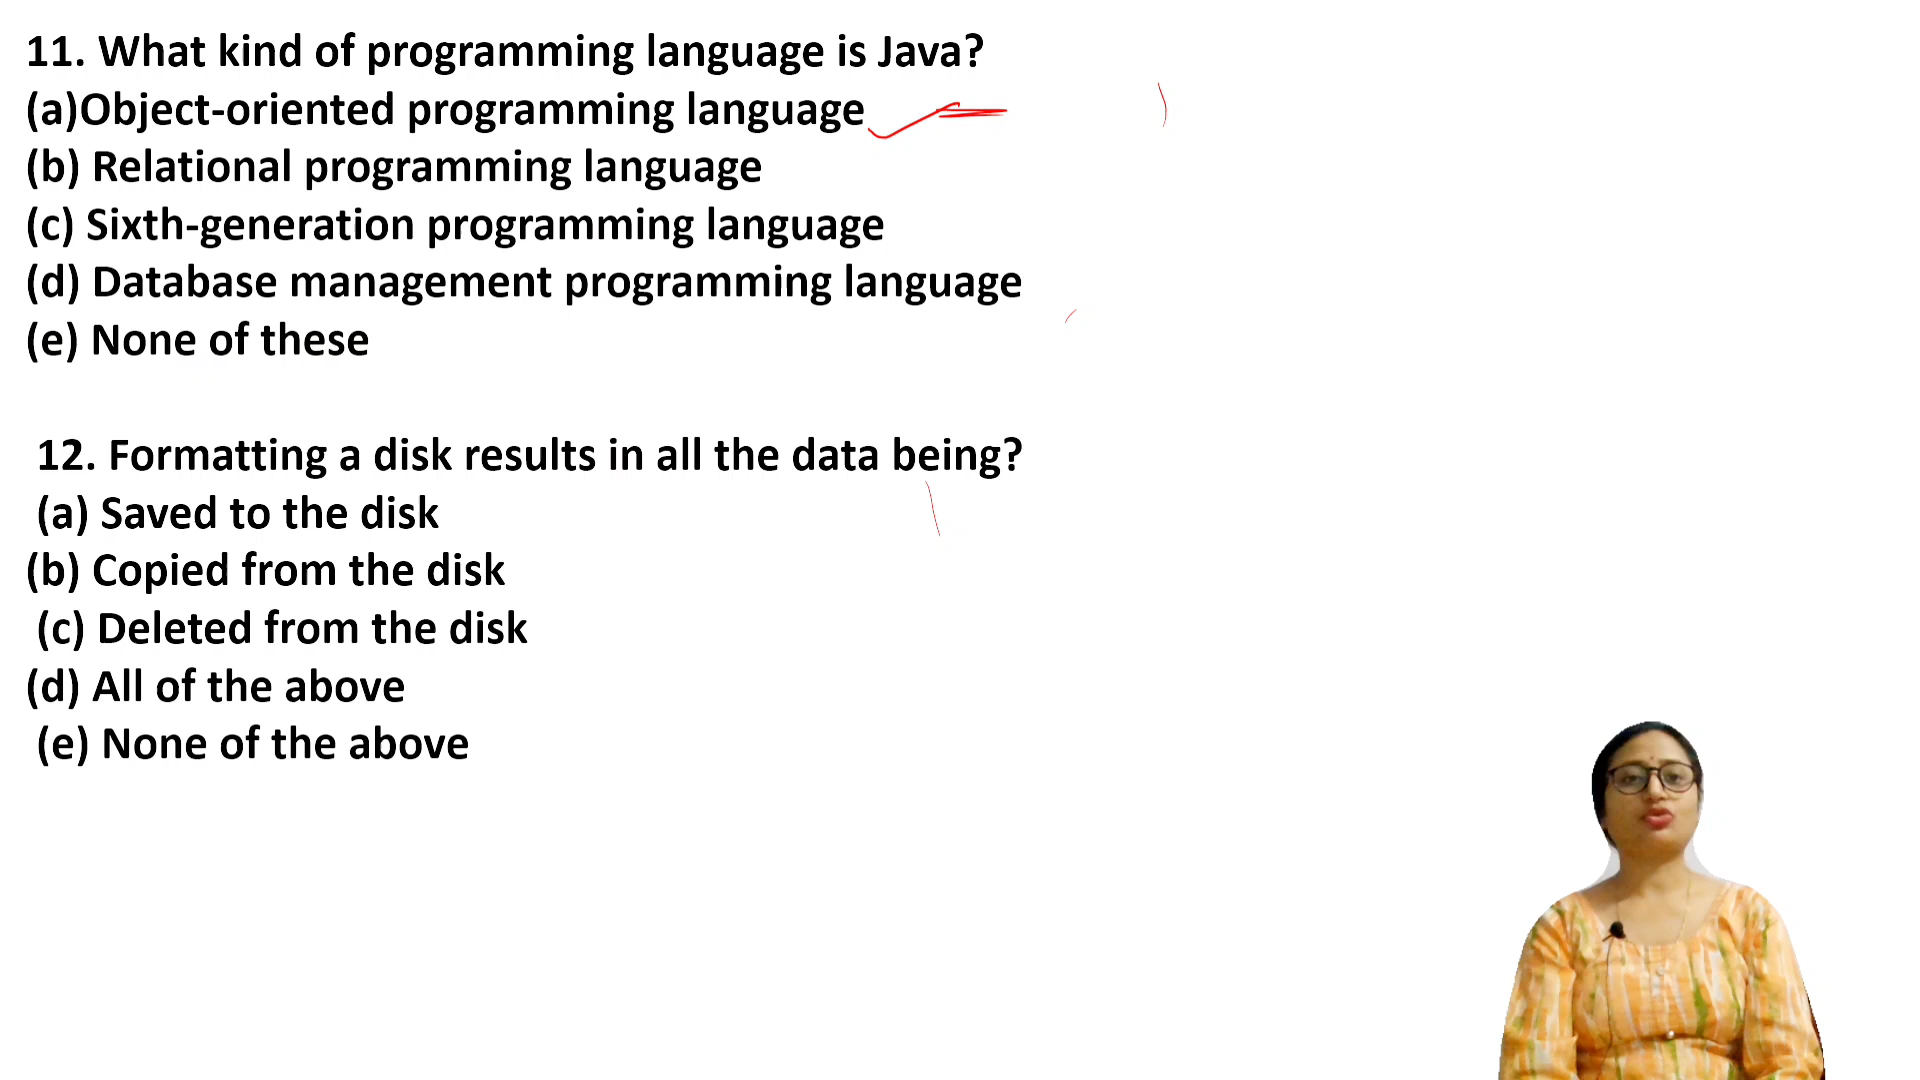 11. What kind of programming language is Java?
(a)Object-oriented programming language
(b) Relational programming language
(c) Sixth-generation programming language
(d) Database management programming language
(e) None of these
12. Formatting a disk results in all the data being?
(a) Saved to the disk
(b) Copied from the disk
(c) Deleted from the disk
(d) All of the above
(e) None of the above